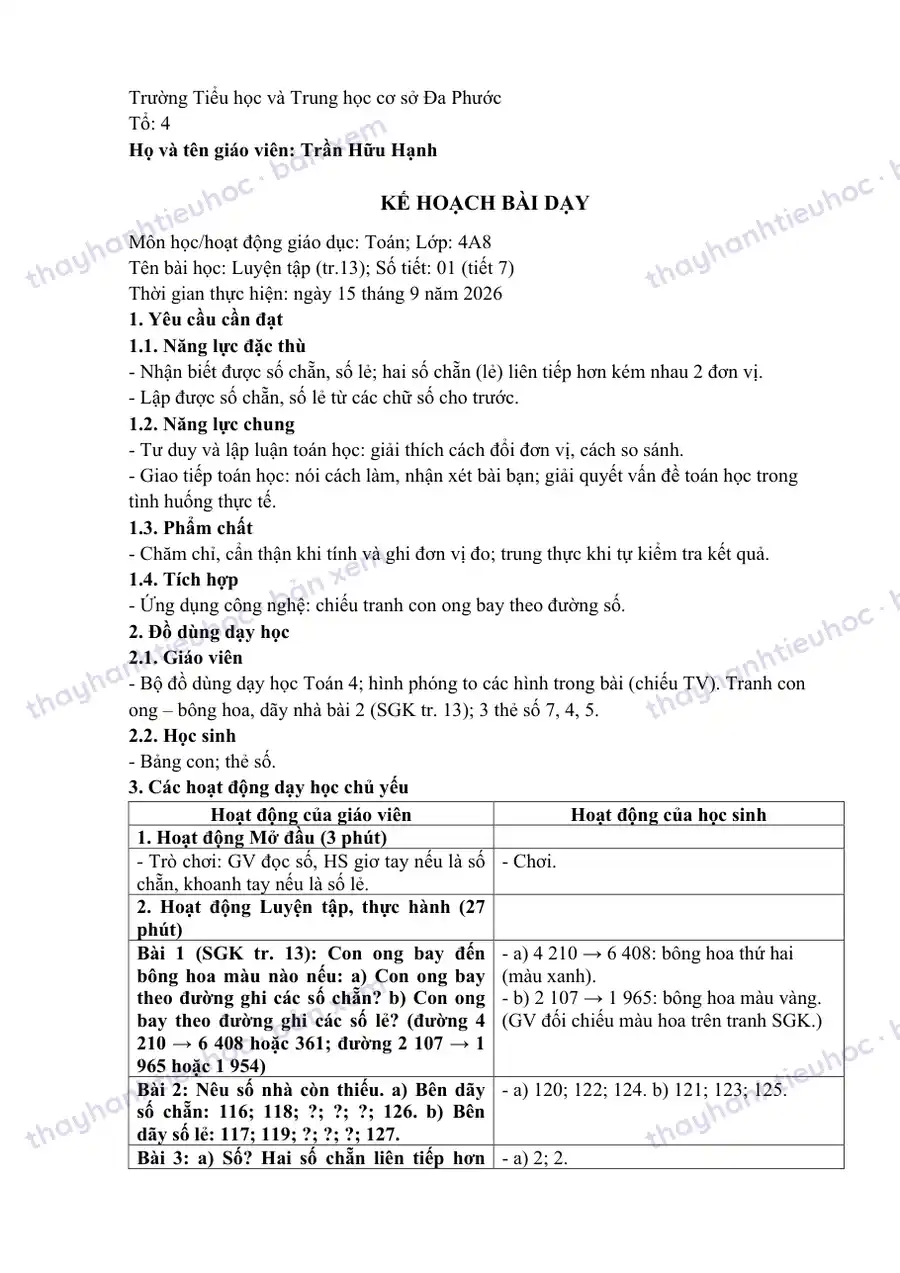 Trường Tiểu học và Trung học cơ sở Đa Phước
Tổ: 4
Họ và tên giáo viên: Trần Hữu Hạnh
KẾ HOẠCH BÀI DẠY
Môn học/hoạt động giáo dục: Toán; Lớp: 4A8
Tên bài học: Luyện tập (tr.13); Số tiết: 01 (tiết 7)
Thời gian thực hiện: ngày 15 tháng 9 năm 2026
1. Yêu cầu cần đạt
1.1. Năng lực đặc thù
- Nhận biết được số chẵn, số lẻ; hai số chẵn (lẻ) liên tiếp hơn kém nhau 2 đơn vị.
- Lập được số chẵn, số lẻ từ các chữ số cho trước.
1.2. Năng lực chung
- Tư duy và lập luận toán học: giải thích cách đổi đơn vị, cách so sánh.
- Giao tiếp toán học: nói cách làm, nhận xét bài bạn; giải quyết vấn đề toán học trong
tình huống thực tế.
1.3. Phẩm chất
- Chăm chỉ, cẩn thận khi tính và ghi đơn vị đo; trung thực khi tự kiểm tra kết quả.
1.4. Tích hợp
- Ứng dụng công nghệ: chiếu tranh con ong bay theo đường số.
2. Đồ dùng dạy học
2.1. Giáo viên
- Bộ đồ dùng dạy học Toán 4; hình phóng to các hình trong bài (chiếu TV). Tranh con
ong – bông hoa, dãy nhà bài 2 (SGK tr. 13); 3 thẻ số 7, 4, 5.
2.2. Học sinh
- Bảng con; thẻ số.
3. Các hoạt động dạy học chủ yếu
Hoạt động của giáo viên
Hoạt động của học sinh
1. Hoạt động Mở đầu (3 phút)
- Trò chơi: GV đọc số, HS giơ tay nếu là số
chẵn, khoanh tay nếu là số lẻ.
- Chơi.
2. Hoạt động Luyện tập, thực hành (27
phút)
Bài 1 (SGK tr. 13): Con ong bay đến
bông hoa màu nào nếu: a) Con ong bay
theo đường ghi các số chẵn? b) Con ong
bay theo đường ghi các số lẻ? (đường 4
210 → 6 408 hoặc 361; đường 2 107 → 1
965 hoặc 1 954)
- a) 4 210 → 6 408: bông hoa thứ hai
(màu xanh).
- b) 2 107 → 1 965: bông hoa màu vàng.
(GV đối chiếu màu hoa trên tranh SGK.)
Bài 2: Nêu số nhà còn thiếu. a) Bên dãy
số chẵn: 116; 118; ?; ?; ?; 126. b) Bên
dãy số lẻ: 117; 119; ?; ?; ?; 127.
- a) 120; 122; 124. b) 121; 123; 125.
Bài 3: a) Số? Hai số chẵn liên tiếp hơn
- a) 2; 2.
thayhanhtieuhoc · bản xem
thayhanhtieuhoc · b
thayhanhtieuhoc · bản xem
thayhanhtieuhoc · b
thayhanhtieuhoc · bản xem
thayhanhtieuhoc · b